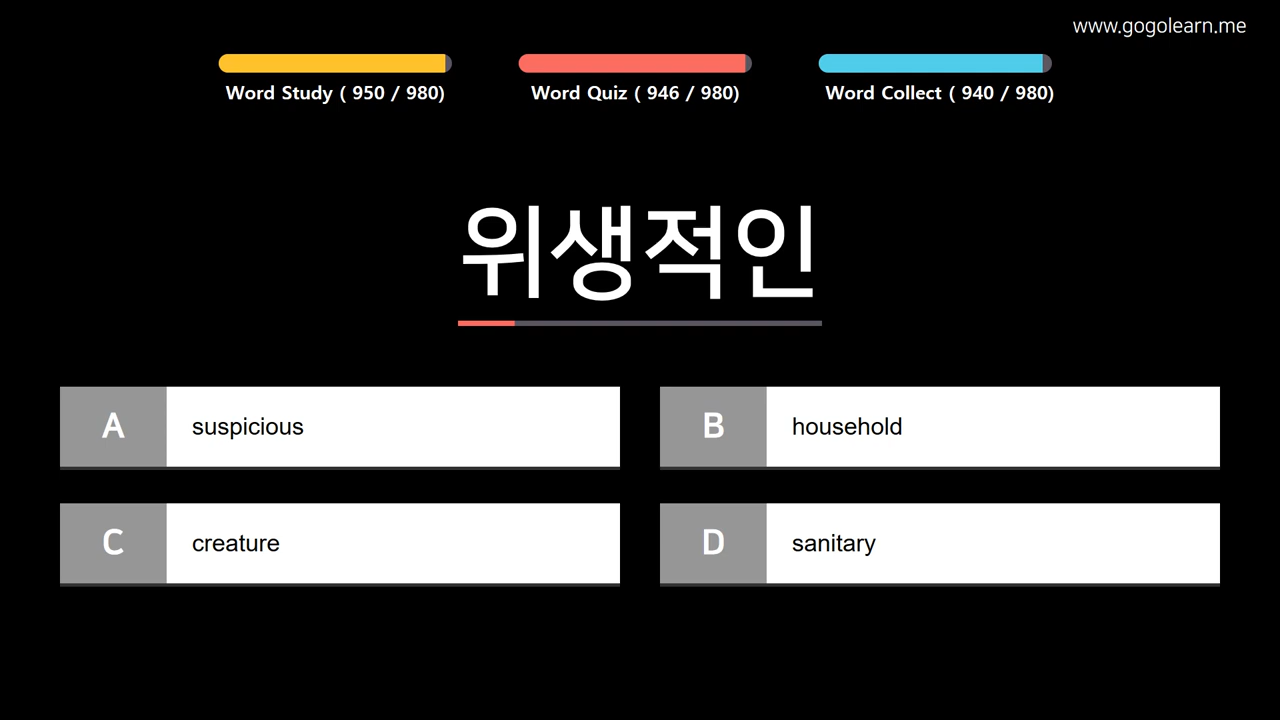 www.gogolearn.me
Word Study ( 950 / 980)
Word Quiz ( 946 / 980)
Word Collect ( 940 / 980)
위생적인
A suspicious
B household
C creature
D sanitary